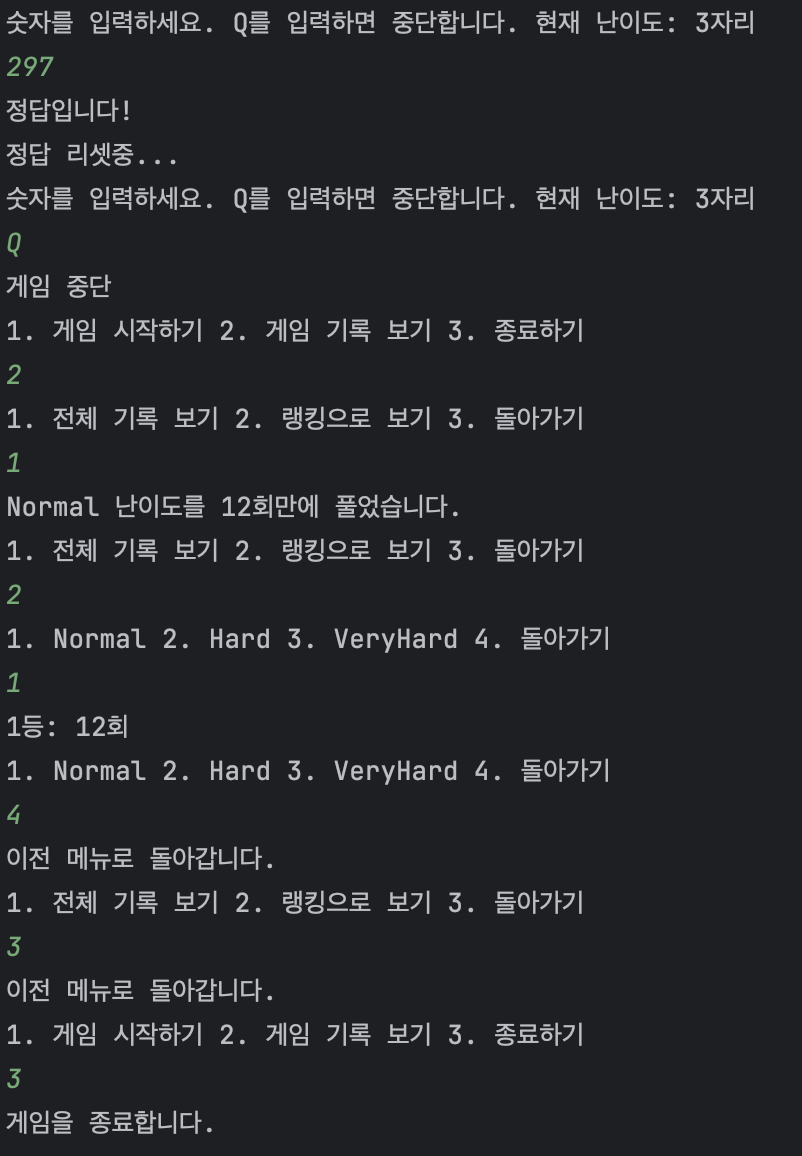 숫자를 입력하세요. Q를 입력하면 중단합니다. 현재 난이도: 3자리
297
정답입니다!
정답 리셋중...
숫자를 입력하세요. Q를 입력하면 중단합니다. 현재 난이도: 3자리
Q
게임 중단
1. 게임 시작하기 2. 게임 기록 보기 3. 종료하기
2
1. 전체 기록 보기 2. 랭킹으로 보기 3. 돌아가기
1
Normal 난이도를 12회만에 풀었습니다.
1. 전체 기록 보기 2. 랭킹으로 보기 3. 돌아가기
2
1. Normal 2. Hard 3. VeryHard 4. 돌아가기
1
1등: 12회
1. Normal 2. Hard 3. VeryHard 4. 돌아가기
4
이전 메뉴로 돌아갑니다.
1. 전체 기록 보기 2. 랭킹으로 보기 3. 돌아가기
3
이전 메뉴로 돌아갑니다.
1. 게임 시작하기 2. 게임 기록 보기 3. 종료하기
3
게임을 종료합니다.